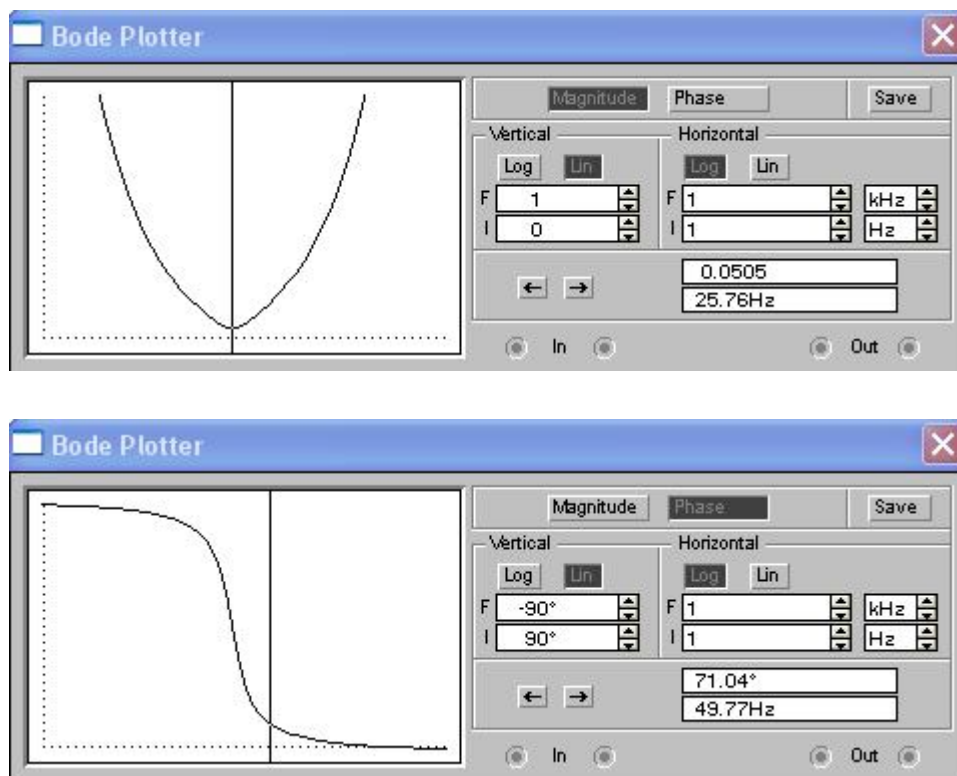 Bode Plotter
Magnitude Phase Save
Vertical Horizontal
Log Lin Log Lin
F 1 F 1 kHz
I 0 I 1 Hz
← → 0.0505
25.76Hz
In Out
Bode Plotter
Magnitude Phase Save
Vertical Horizontal
Log Lin Log Lin
F -90° F 1 kHz
I 90° I 1 Hz
← → 71.04°
49.77Hz
In Out